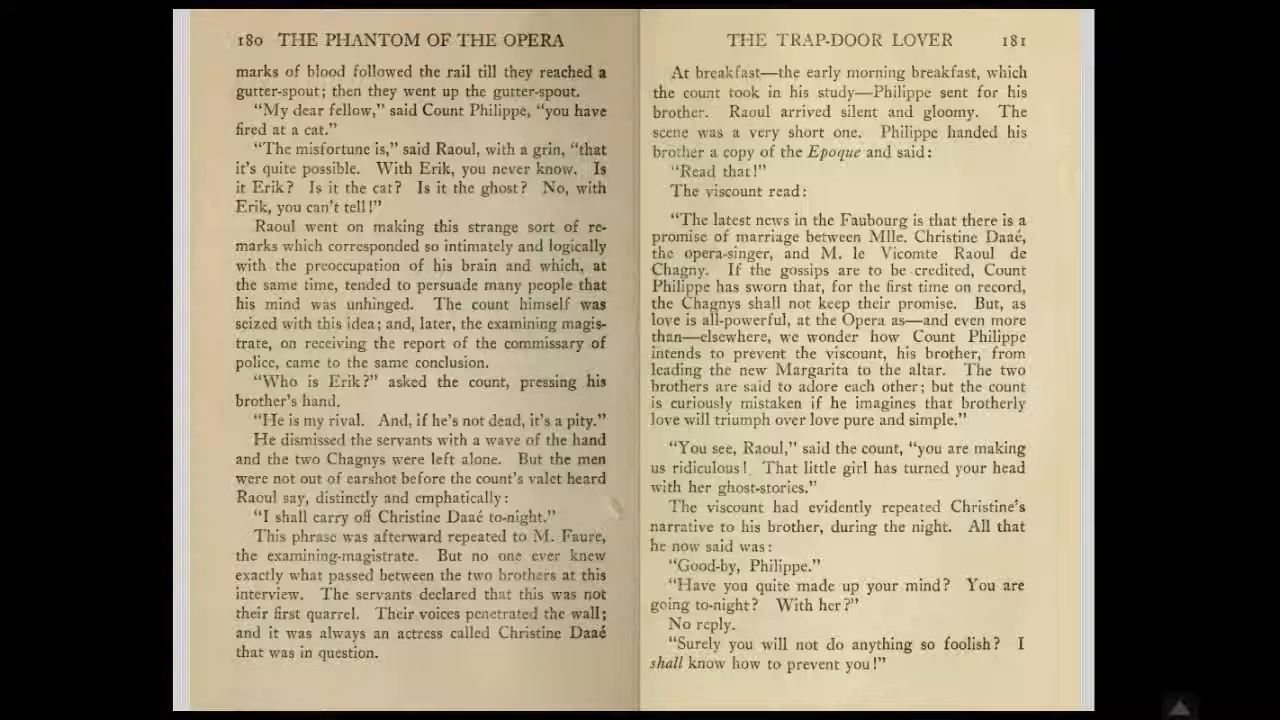 180 THE PHANTOM OF THE OPERA
marks of blood followed the rail till they reached a
gutter-spout; then they went up the gutter-spout.
“My dear fellow,” said Count Philippe, “you have
fired at a cat.”
“The misfortune is,” said Raoul, with a grin, “that
it’s quite possible. With Erik, you never know. Is
it Erik? Is it the cat? Is it the ghost? No, with
Erik, you can’t tell!”
Raoul went on making this strange sort of re-
marks which corresponded so intimately and logically
with the preoccupation of his brain and which, at
the same time, tended to persuade many people that
his mind was unhinged. The count himself was
seized with this idea; and, later, the examining magis-
trate, on receiving the report of the commissary of
police, came to the same conclusion.
“Who is Erik?” asked the count, pressing his
brother’s hand.
“He is my rival. And, if he’s not dead, it’s a pity.”
He dismissed the servants with a wave of the hand
and the two Chagnys were left alone. But the men
were not out of earshot before the count’s valet heard
Raoul say, distinctly and emphatically:
“I shall carry off Christine Daaé to-night.”
This phrase was afterward repeated to M. Faure,
the examining-magistrate. But no one ever knew
exactly what passed between the two brothers at this
interview. The servants declared that this was not
their first quarrel. Their voices penetrated the wall;
and it was always an actress called Christine Daaé
that was in question.
THE TRAP-DOOR LOVER 181
At breakfast—the early morning breakfast, which
the count took in his study—Philippe sent for his
brother. Raoul arrived silent and gloomy. The
scene was a very short one. Philippe handed his
brother a copy of the Epoque and said:
“Read that!”
The viscount read:
“The latest news in the Faubourg is that there is a
promise of marriage between Mlle. Christine Daaé,
the opera-singer, and M. le Vicomte Raoul de
Chagny. If the gossips are to be credited, Count
Philippe has sworn that, for the first time on record,
the Chagnys shall not keep their promise. But, as
love is all-powerful, at the Opera as—and even more
than—elsewhere, we wonder how Count Philippe
intends to prevent the viscount, his brother, from
leading the new Margarita to the altar. The two
brothers are said to adore each other; but the count
is curiously mistaken if he imagines that brotherly
love will triumph over love pure and simple.”
“You see, Raoul,” said the count, “you are making
us ridiculous! That little girl has turned your head
with her ghost-stories.”
The viscount had evidently repeated Christine’s
narrative to his brother, during the night. All that
he now said was:
“Good-by, Philippe.”
“Have you quite made up your mind? You are
going to-night? With her?”
No reply.
“Surely you will not do anything so foolish? I
shall know how to prevent you!”